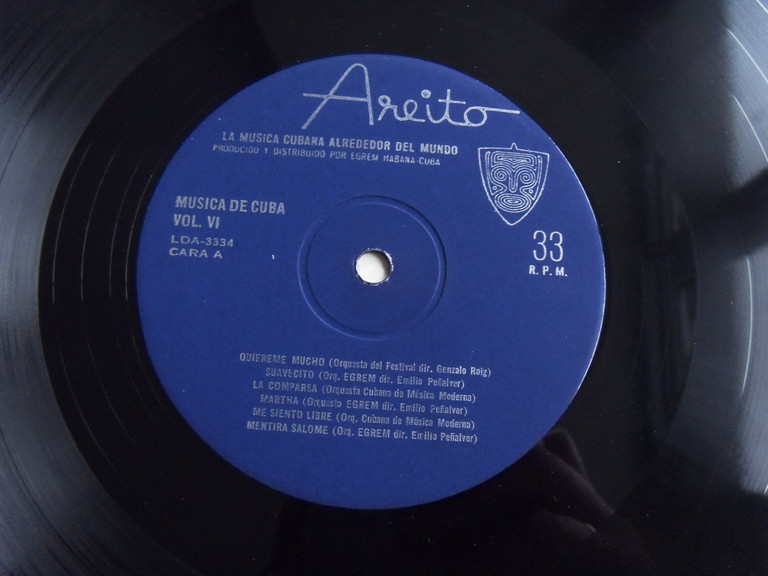 Areito
LA MUSICA CUBANA ALREDEDOR DEL MUNDO
PRODUCIDO Y DISTRIBUIDO POR EGREM HABANA-CUBA
MUSICA DE CUBA
VOL. VI
LDA-3334
CARA A
33
R.P.M.
QUIEREME MUCHO (Orquesta del Festival dir. Gonzalo Roig)
SUAVECITO (Orq. EGREM dir. Emilio Peñalver)
LA COMPARSA (Orquesta Cubana de Música Moderna)
MARTHA (Orquesta EGREM dir. Emilio Peñalver)
ME SIENTO LIBRE (Orq. Cubana de Música Moderna)
MENTIRA SALOME (Orq. EGREM dir. Emilio Peñalver)